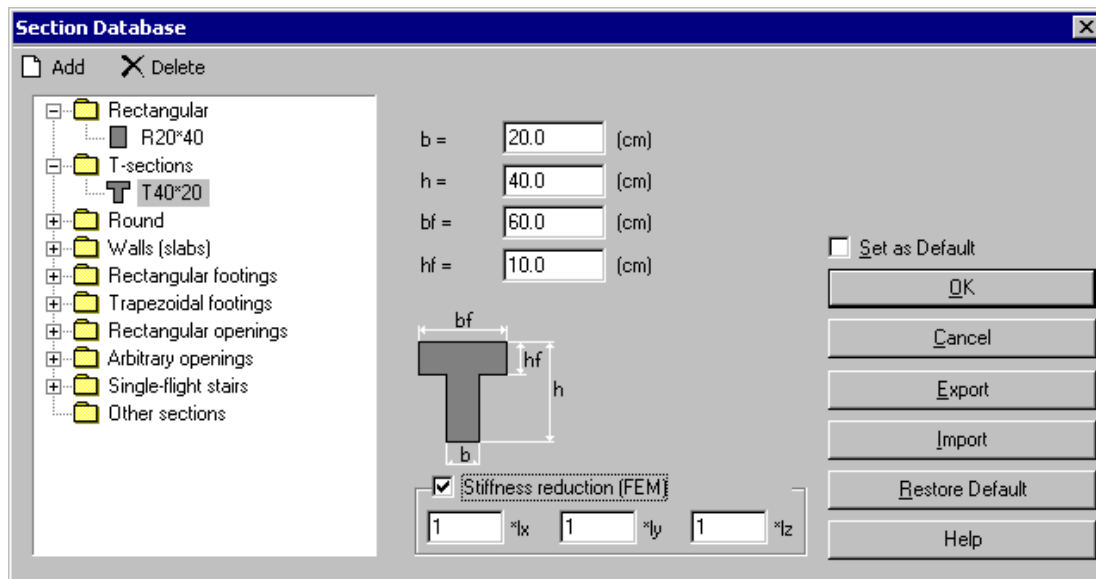 Section Database
Add Delete
Rectangular
R20*40
T-sections
T40*20
Round
Walls (slabs)
Rectangular footings
Trapezoidal footings
Rectangular openings
Arbitrary openings
Single-flight stairs
Other sections
b = 20.0 (cm)
h = 40.0 (cm)
bf = 60.0 (cm)
hf = 10.0 (cm)
bf
hf
h
b
Stiffness reduction (FEM)
1 *Ix 1 *Iy 1 *Iz
Set as Default
OK
Cancel
Export
Import
Restore Default
Help